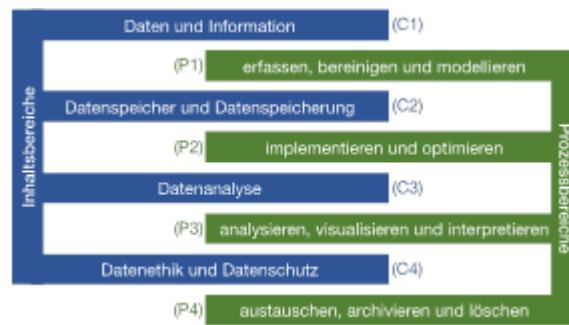 Daten und Information (C1)
(P1) erfassen, bereinigen und modellieren
Datenspeicher und Datenspeicherung (C2)
(P2) implementieren und optimieren
Datenanalyse (C3)
(P3) analysieren, visualisieren und interpretieren
Datenethik und Datenschutz (C4)
(P4) austauschen, archivieren und löschen
Inhaltsbereiche
Prozessbereiche